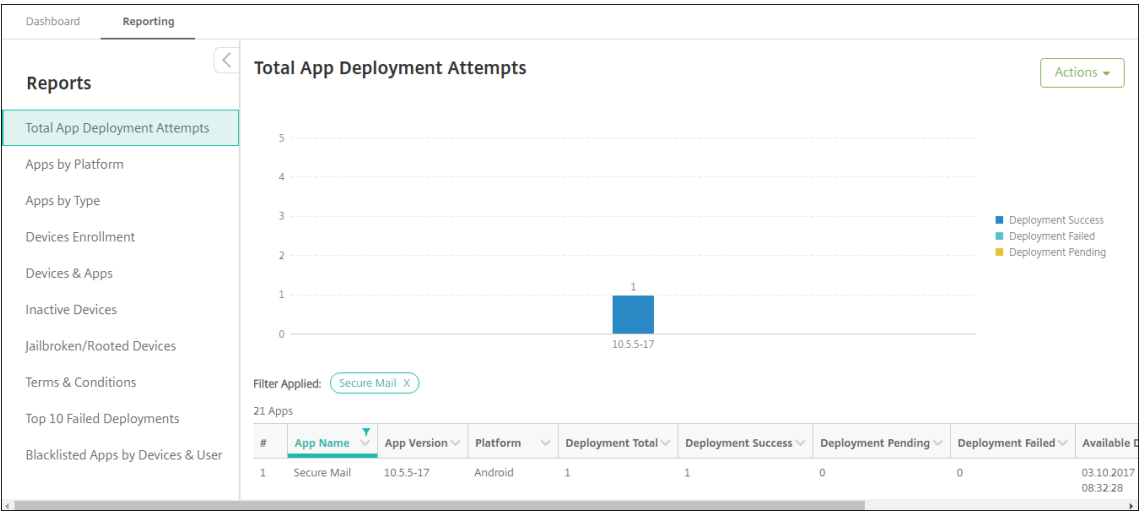 Dashboard Reporting
Reports
Total App Deployment Attempts
Apps by Platform
Apps by Type
Devices Enrollment
Devices & Apps
Inactive Devices
Jailbroken/Rooted Devices
Terms & Conditions
Top 10 Failed Deployments
Blacklisted Apps by Devices & User
Total App Deployment Attempts
Actions
5
4
3
2
1
0
1
10.5.5-17
Deployment Success
Deployment Failed
Deployment Pending
Filter Applied: Secure Mail X
21 Apps
# App Name App Version Platform Deployment Total Deployment Success Deployment Pending Deployment Failed Available D
1 Secure Mail 10.5.5-17 Android 1 1 0 0 03.10.2017
08:32:28